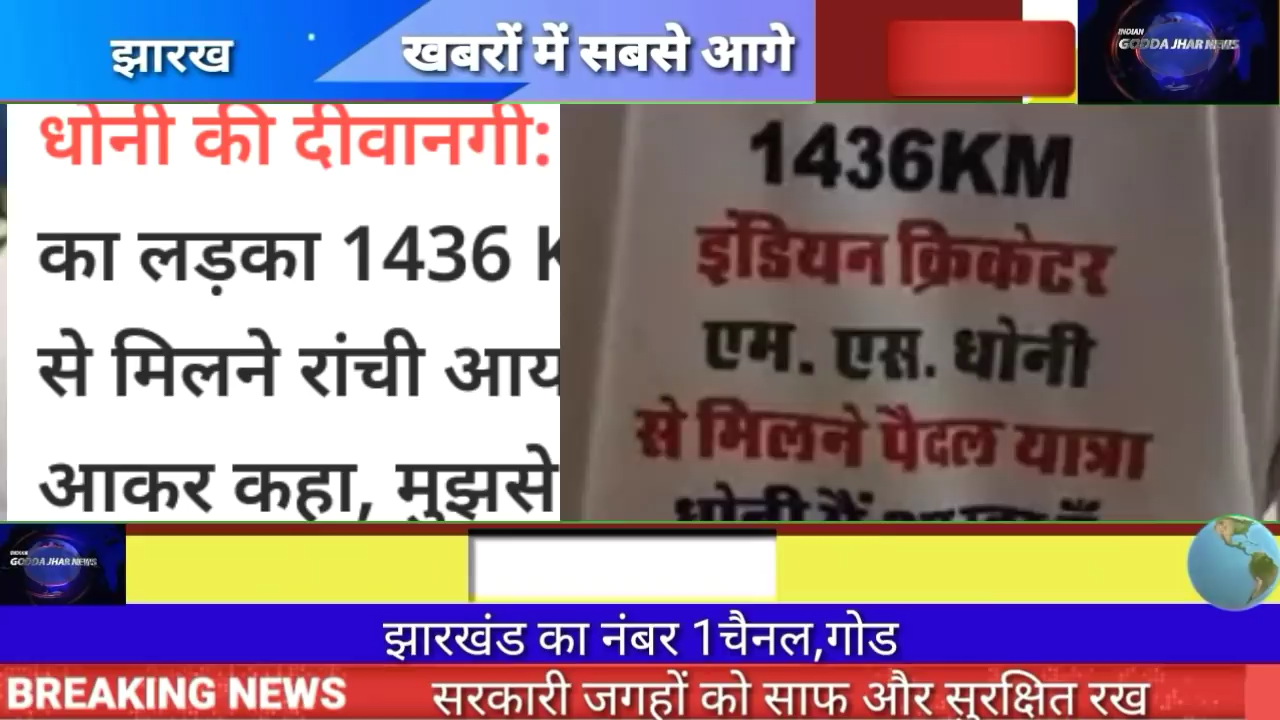 झारख
खबरों में सबसे आगे
INDIAN
GODDA JHAR NEWS
धोनी की दीवानगी:
का लड़का 1436 K
से मिलने रांची आय
आकर कहा, मुझसे
1436KM
इंडियन क्रिकेटर
एम. एस. धोनी
से मिलने पैदल यात्रा
धोनी मैं
INDIAN
GODDA JHAR NEWS
झारखंड का नंबर 1चैनल,गोड
BREAKING NEWS
सरकारी जगहों को साफ और सुरक्षित रख